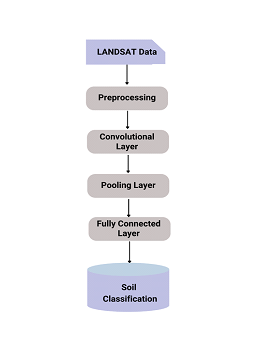 LANDSAT Data
Preprocessing
Convolutional
Layer
Pooling Layer
Fully Connected
Layer
Soil
Classification